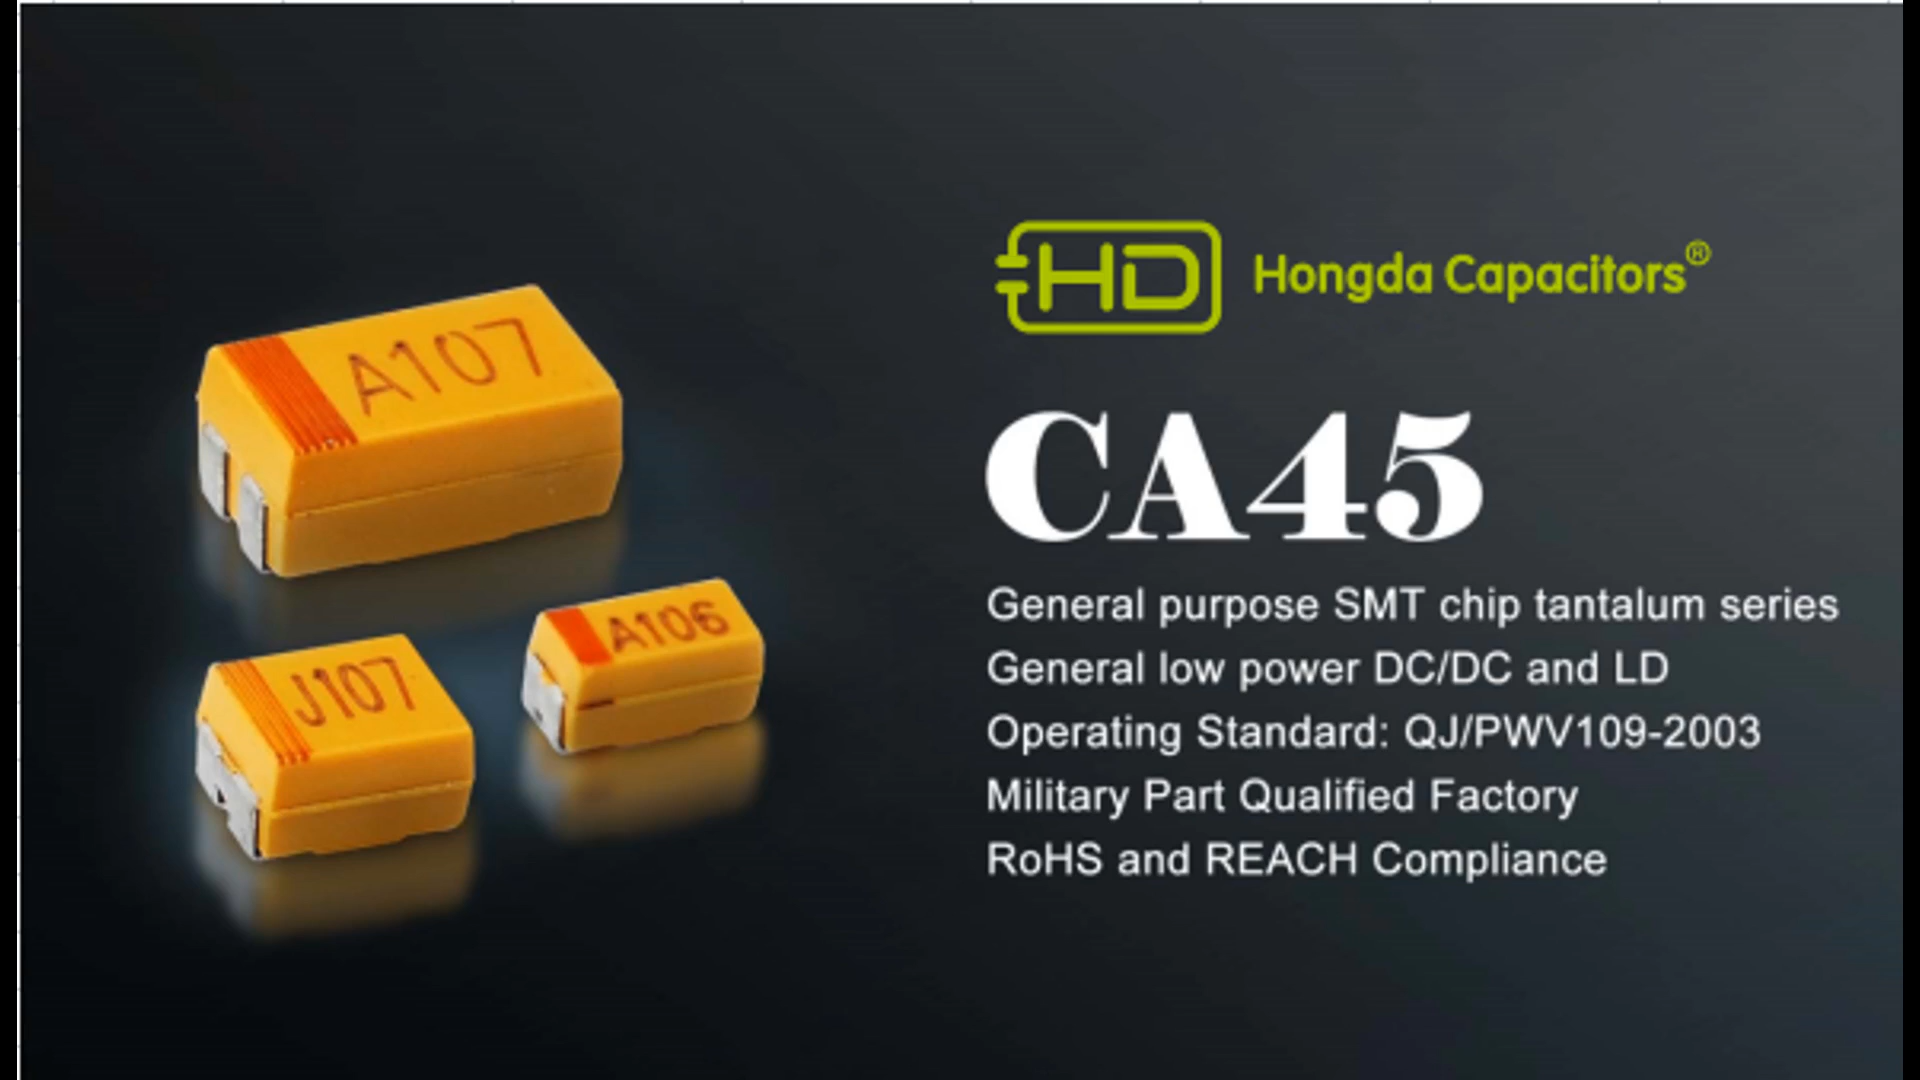 HD Hongda Capacitors®
CA45
General purpose SMT chip tantalum series
General low power DC/DC and LD
Operating Standard: QJ/PWV109-2003
Military Part Qualified Factory
RoHS and REACH Compliance
A107
A106
J107